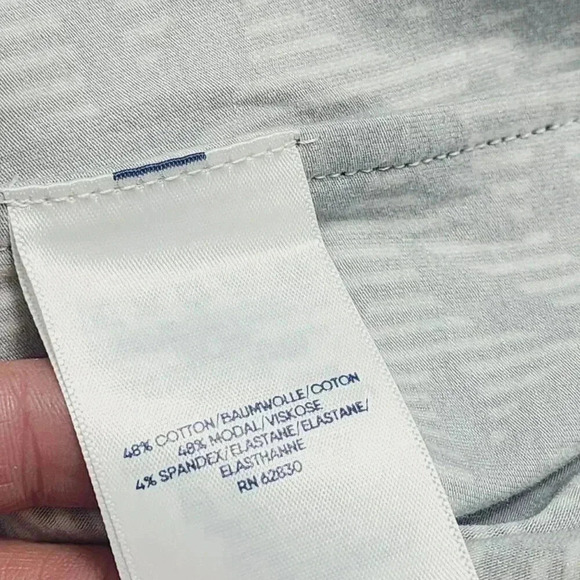 48% COTTON/BAUMWOLLE/COTON
48% MODAL/VISKOSE
4% SPANDEX/ELASTANE/ELASTANE/
ELASTHANNE
RN 62830